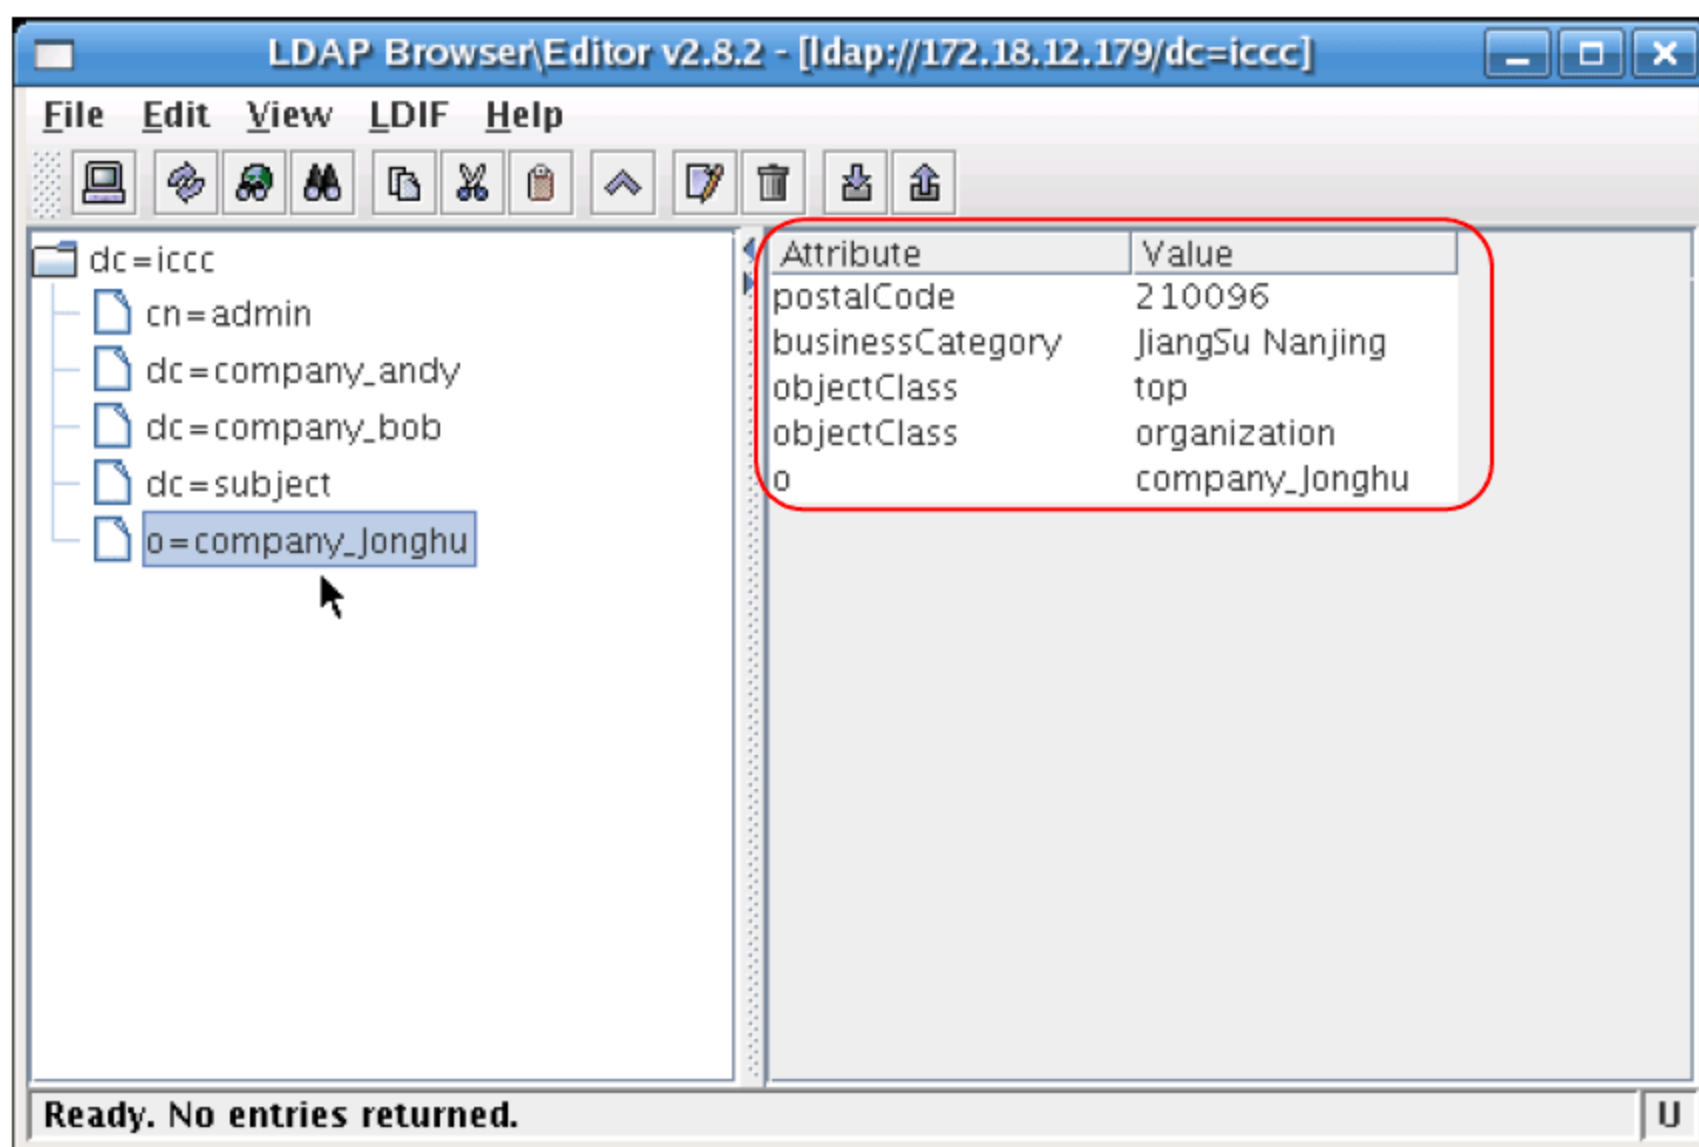 LDAP Browser\Editor v2.8.2 - [ldap://172.18.12.179/dc=iccc]
File Edit View LDIF Help
dc=iccc
cn=admin
dc=company_andy
dc=company_bob
dc=subject
o=company_Jonghu
Attribute Value
postalCode 210096
businessCategory JiangSu Nanjing
objectClass top
objectClass organization
o company_Jonghu
Ready. No entries returned.
U